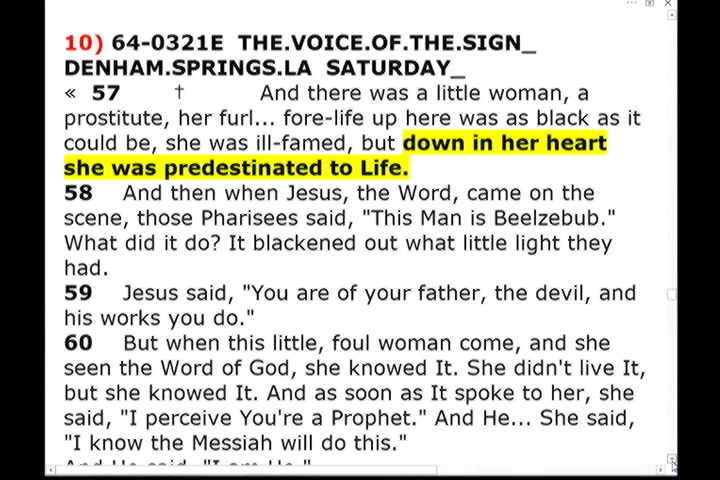 10) 64-0321E THE.VOICE.OF.THE.SIGN_
DENHAM.SPRINGS.LA SATURDAY_
« 57 † And there was a little woman, a
prostitute, her furl... fore-life up here was as black as it
could be, she was ill-famed, but down in her heart
she was predestinated to Life.
58 And then when Jesus, the Word, came on the
scene, those Pharisees said, "This Man is Beelzebub."
What did it do? It blackened out what little light they
had.
59 Jesus said, "You are of your father, the devil, and
his works you do."
60 But when this little, foul woman come, and she
seen the Word of God, she knowed It. She didn't live It,
but she knowed It. And as soon as It spoke to her, she
said, "I perceive You're a Prophet." And He... She said,
"I know the Messiah will do this."
And He said, "I am He."